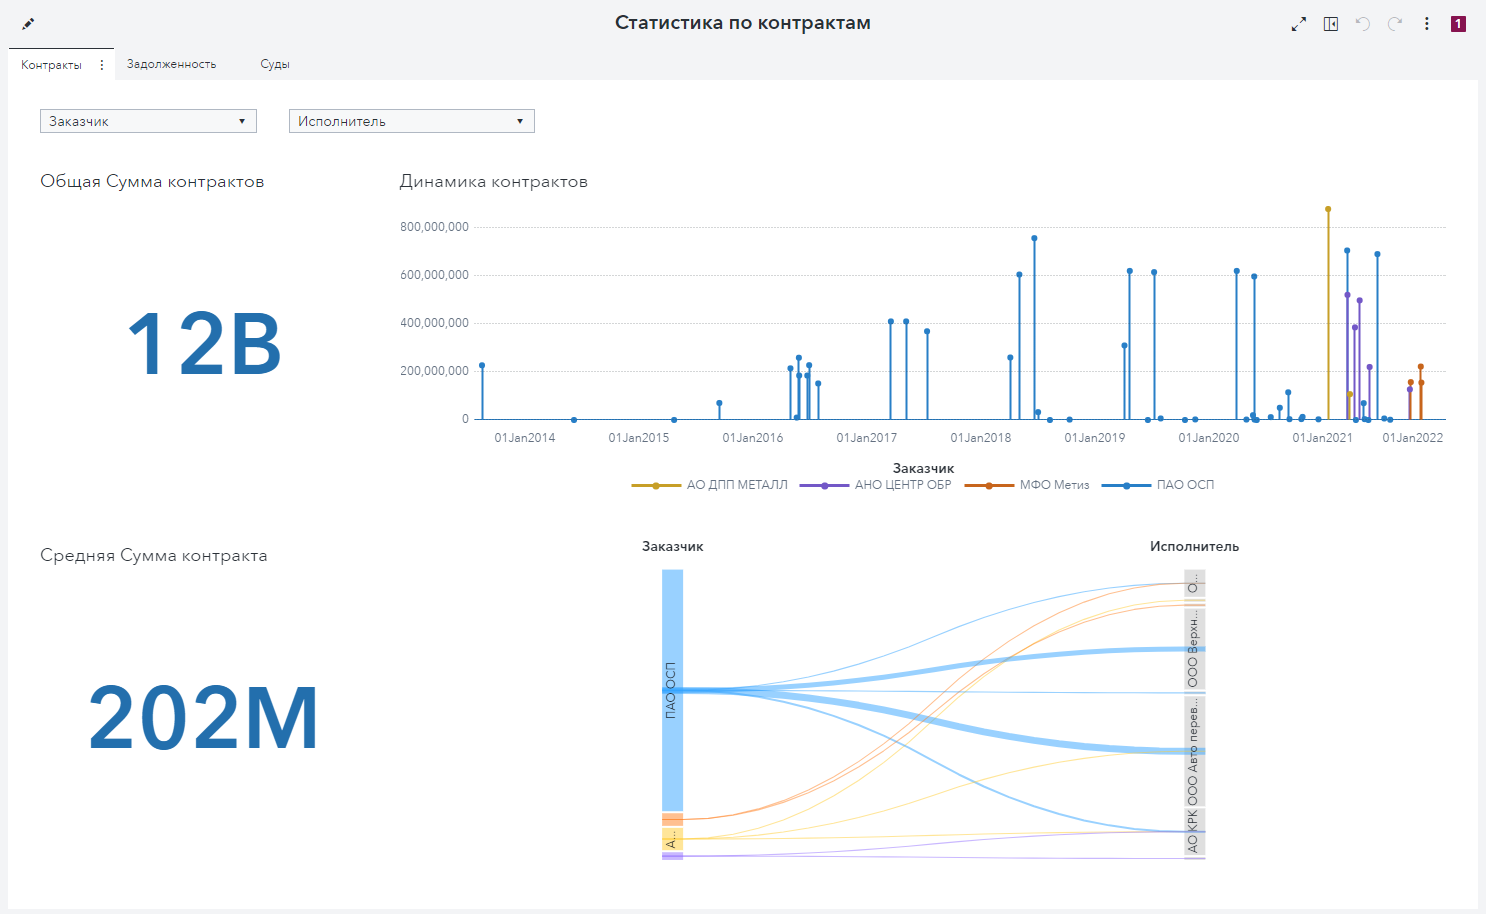 Статистика по контрактам
1
Контракты
Задолженность
Суды
Заказчик
Исполнитель
Общая Сумма контрактов
12B
Динамика контрактов
800,000,000
600,000,000
400,000,000
200,000,000
0
01Jan2014
01Jan2015
01Jan2016
01Jan2017
01Jan2018
01Jan2019
01Jan2020
01Jan2021
01Jan2022
Заказчик
АО ДПП МЕТАЛЛ
АНО ЦЕНТР ОБР
МФО Метиз
ПАО ОСП
Средняя Сумма контракта
202M
Заказчик
Исполнитель
ПАО ОСП
А...
О...
ООО Верхн...
ООО Авто перев...
АО КРК